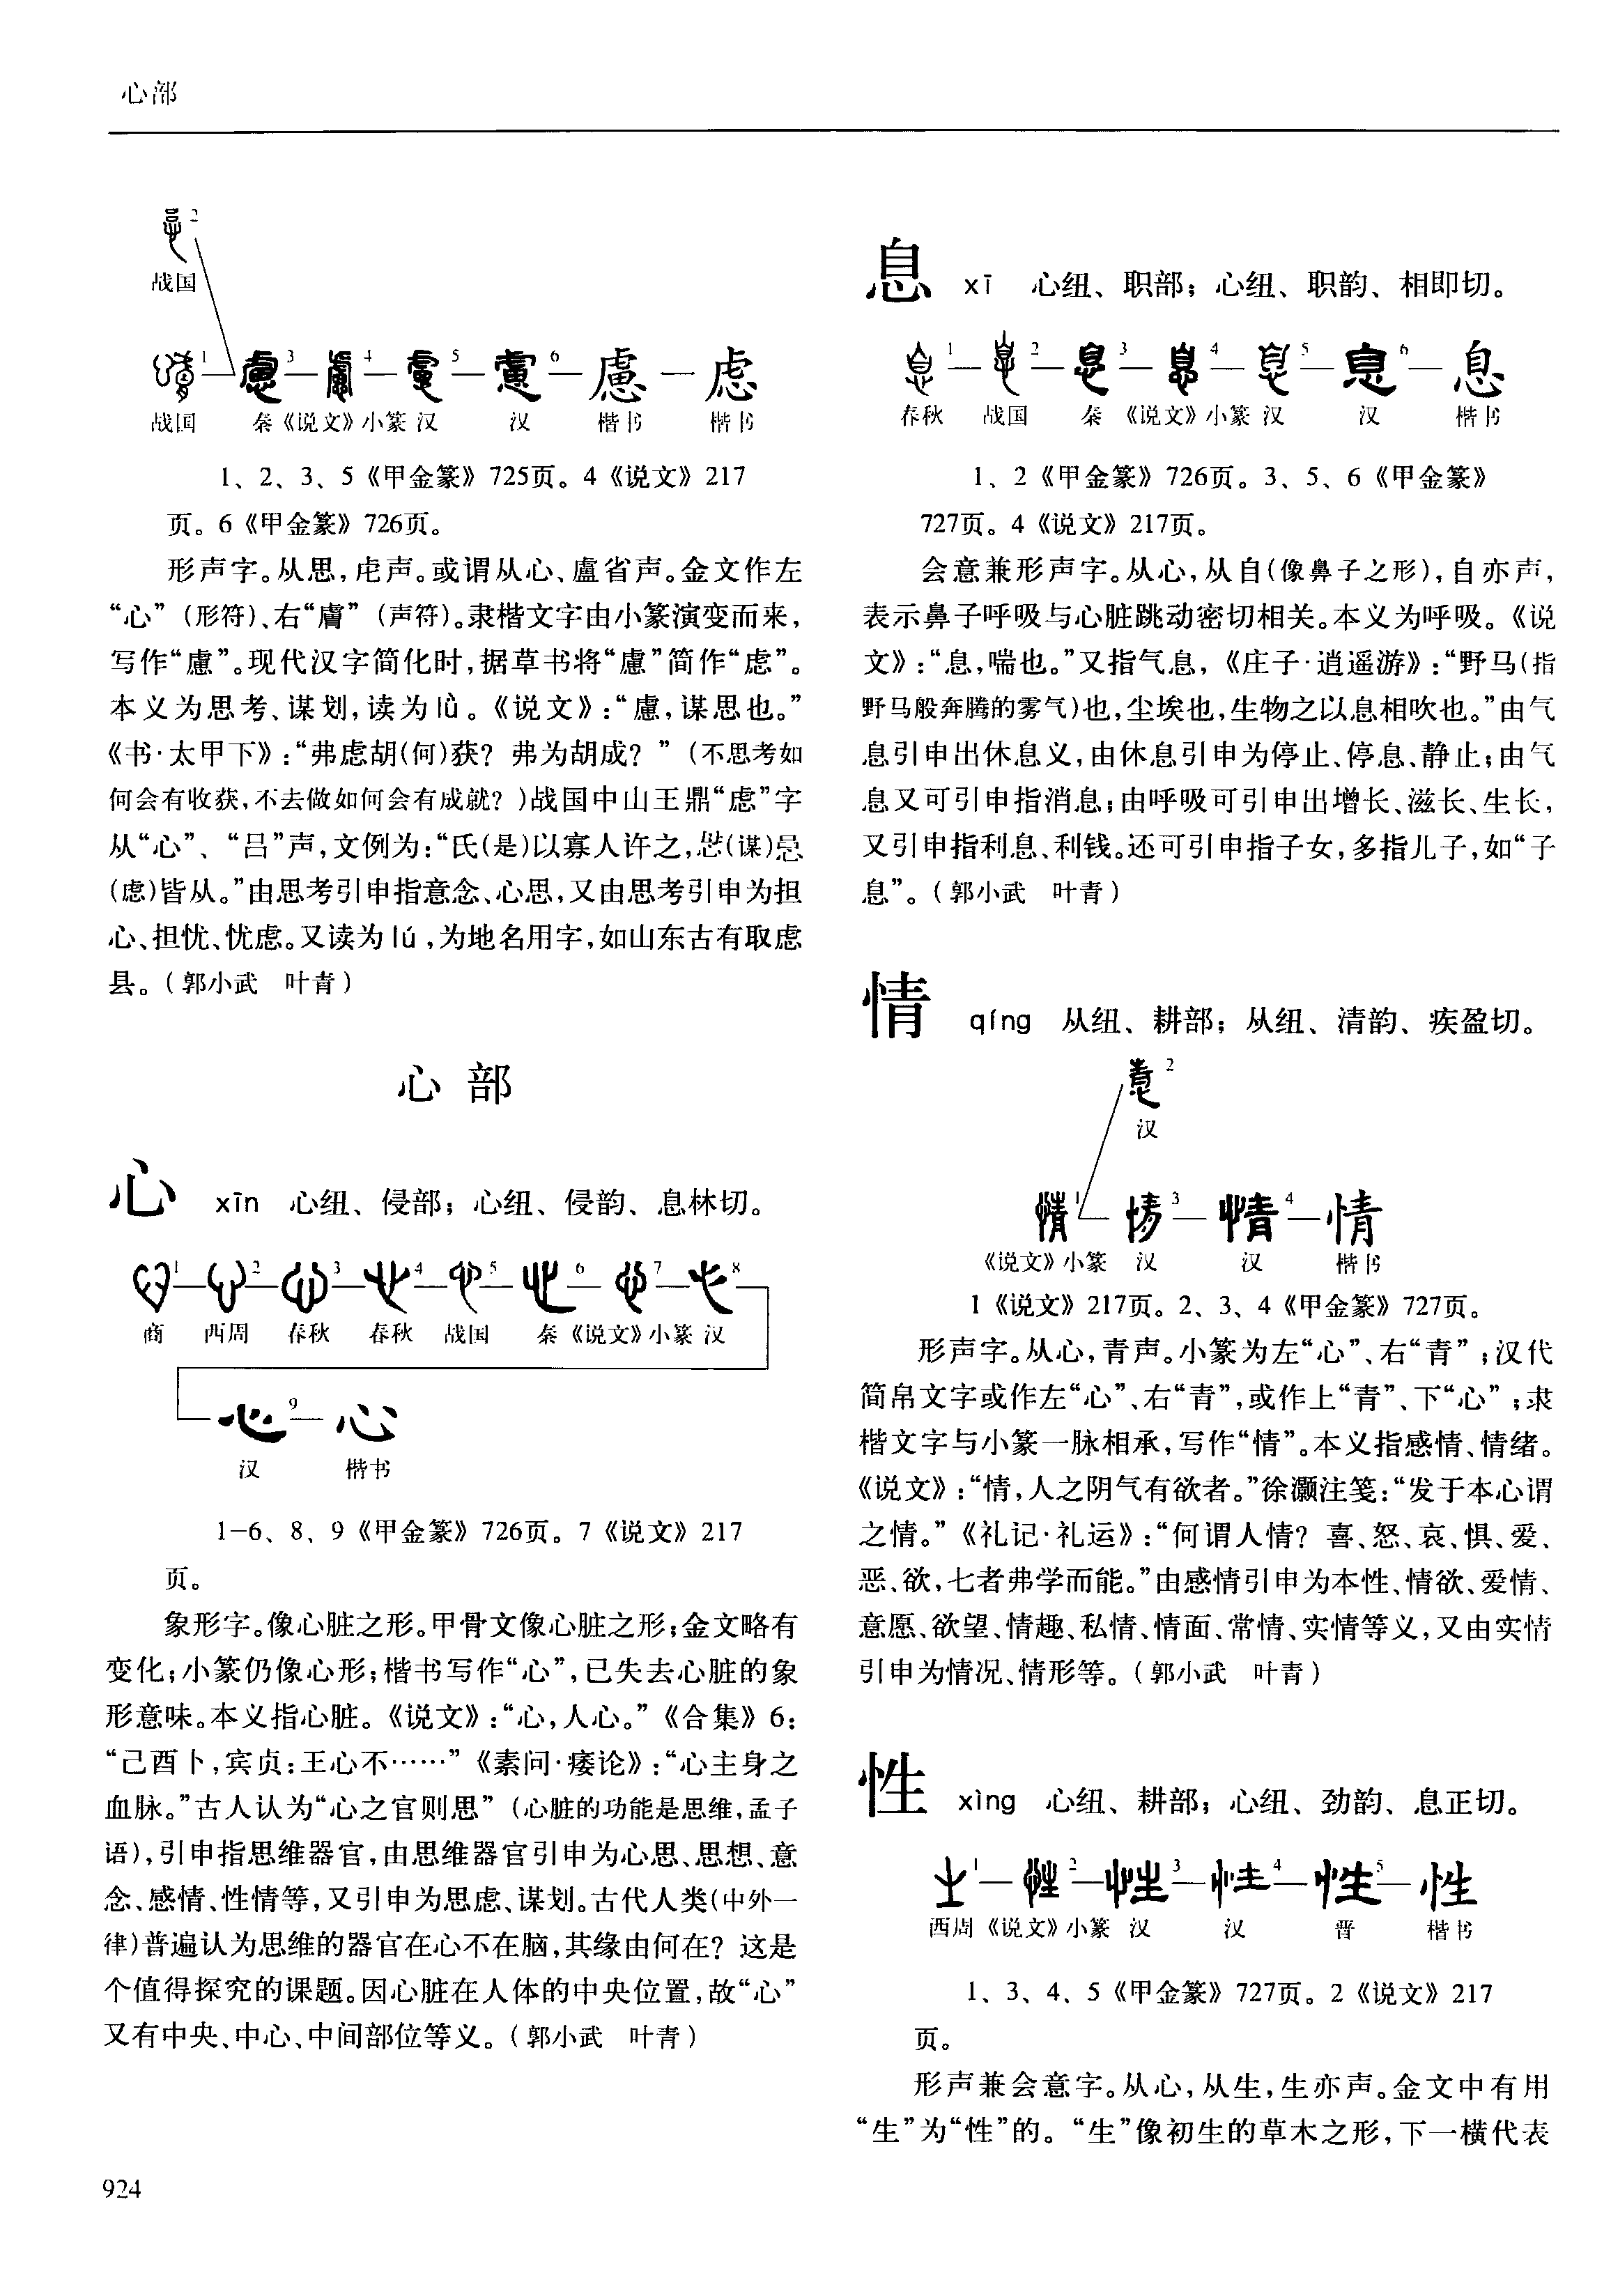 心部
2
战国
1 3 4 5 6 慮 虑
战国 秦 《说文》小篆 汉 汉 楷书 楷书
1、2、3、5《甲金篆》725页。4《说文》217
页。6《甲金篆》726页。
形声字。从思，虍声。或谓从心、盧省声。金文作左
“心”（形符）、右“膚”（声符）。隶楷文字由小篆演变而来，
写作“慮”。现代汉字简化时，据草书将“慮”简作“虑”。
本义为思考、谋划，读为lǜ。《说文》：“慮，谋思也。”
《书·太甲下》：“弗虑胡（何）获？弗为胡成？”（不思考如
何会有收获，不去做如何会有成就？）战国中山王鼎“虑”字
从“心”、“吕”声，文例为：“氏（是）以寡人许之，（谋）
（虑）皆从。”由思考引申指意念、心思，又由思考引申为担
心、担忧、忧虑。又读为lú，为地名用字，如山东古有取虑
县。（郭小武　叶青）
心部
心 xīn 心纽、侵部；心纽、侵韵、息林切。
1 2 3 4 5 6 7 8
商 西周 春秋 春秋 战国 秦 《说文》小篆 汉
9 心
汉 楷书
1-6、8、9《甲金篆》726页。7《说文》217
页。
象形字。像心脏之形。甲骨文像心脏之形；金文略有
变化；小篆仍像心形；楷书写作“心”，已失去心脏的象
形意味。本义指心脏。《说文》：“心，人心。”《合集》6：
“己酉卜，宾贞：王心不……”《素问·痿论》：“心主身之
血脉。”古人认为“心之官则思”（心脏的功能是思维，孟子
语），引申指思维器官，由思维器官引申为心思、思想、意
念、感情、性情等，又引申为思虑、谋划。古代人类（中外一
律）普遍认为思维的器官在心不在脑，其缘由何在？这是
个值得探究的课题。因心脏在人体的中央位置，故“心”
又有中央、中心、中间部位等义。（郭小武　叶青）
924
息 xī 心纽、职部；心纽、职韵、相即切。
1 2 3 4 5 6 息
春秋 战国 秦 《说文》小篆 汉 汉 楷书
1、2《甲金篆》726页。3、5、6《甲金篆》
727页。4《说文》217页。
会意兼形声字。从心，从自（像鼻子之形），自亦声，
表示鼻子呼吸与心脏跳动密切相关。本义为呼吸。《说
文》：“息，喘也。”又指气息，《庄子·逍遥游》：“野马（指
野马般奔腾的雾气）也，尘埃也，生物之以息相吹也。”由气
息引申出休息义，由休息引申为停止、停息、静止；由气
息又可引申指消息；由呼吸可引申出增长、滋长、生长，
又引申指利息、利钱。还可引申指子女，多指儿子，如“子
息”。（郭小武　叶青）
情 qíng 从纽、耕部；从纽、清韵、疾盈切。
2
汉
1 3 4 情
《说文》小篆 汉 汉 楷书
1《说文》217页。2、3、4《甲金篆》727页。
形声字。从心，青声。小篆为左“心”、右“青”；汉代
简帛文字或作左“心”、右“青”，或作上“青”、下“心”；隶
楷文字与小篆一脉相承，写作“情”。本义指感情、情绪。
《说文》：“情，人之阴气有欲者。”徐灏注笺：“发于本心谓
之情。”《礼记·礼运》：“何谓人情？喜、怒、哀、惧、爱、
恶、欲，七者弗学而能。”由感情引申为本性、情欲、爱情、
意愿、欲望、情趣、私情、情面、常情、实情等义，又由实情
引申为情况、情形等。（郭小武　叶青）
性 xìng 心纽、耕部；心纽、劲韵、息正切。
1 2 3 4 5 性
西周 《说文》小篆 汉 汉 晋 楷书
1、3、4、5《甲金篆》727页。2《说文》217
页。
形声兼会意字。从心，从生，生亦声。金文中有用
“生”为“性”的。“生”像初生的草木之形，下一横代表